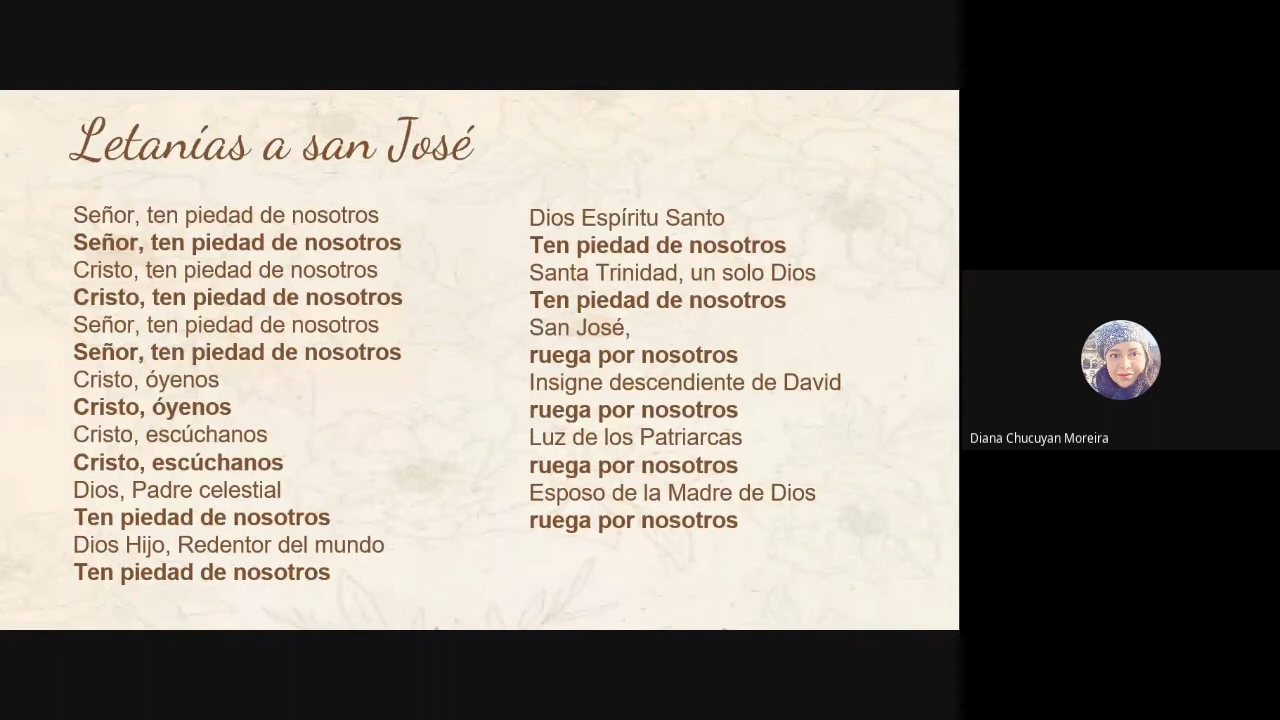 Letanías a san José
Señor, ten piedad de nosotros
Señor, ten piedad de nosotros
Cristo, ten piedad de nosotros
Cristo, ten piedad de nosotros
Señor, ten piedad de nosotros
Señor, ten piedad de nosotros
Cristo, óyenos
Cristo, óyenos
Cristo, escúchanos
Cristo, escúchanos
Dios, Padre celestial
Ten piedad de nosotros
Dios Hijo, Redentor del mundo
Ten piedad de nosotros
Dios Espíritu Santo
Ten piedad de nosotros
Santa Trinidad, un solo Dios
Ten piedad de nosotros
San José,
ruega por nosotros
Insigne descendiente de David
ruega por nosotros
Luz de los Patriarcas
ruega por nosotros
Esposo de la Madre de Dios
ruega por nosotros
Diana Chucuyan Moreira